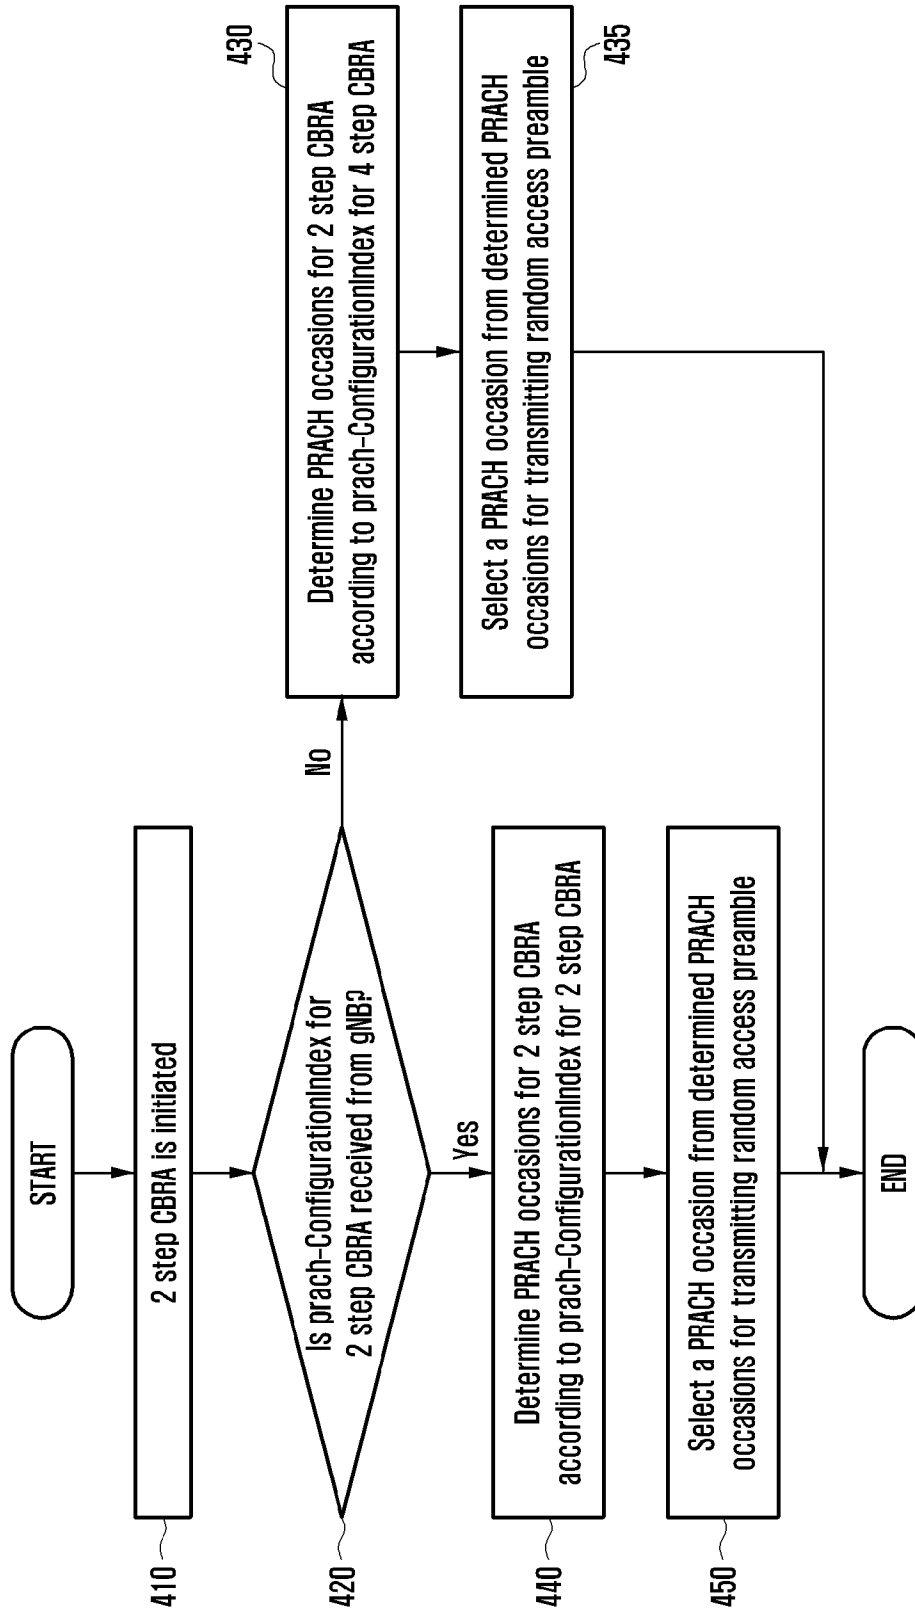 START
2 step CBRA is initiated
410
Is prach-ConfigurationIndex for
2 step CBRA received from gNB?
420
No
Determine PRACH occasions for 2 step CBRA
according to prach-ConfigurationIndex for 4 step CBRA
430
Select a PRACH occasion from determined PRACH
occasions for transmitting random access preamble
435
Yes
Determine PRACH occasions for 2 step CBRA
according to prach-ConfigurationIndex for 2 step CBRA
440
Select a PRACH occasion from determined PRACH
occasions for transmitting random access preamble
450
END